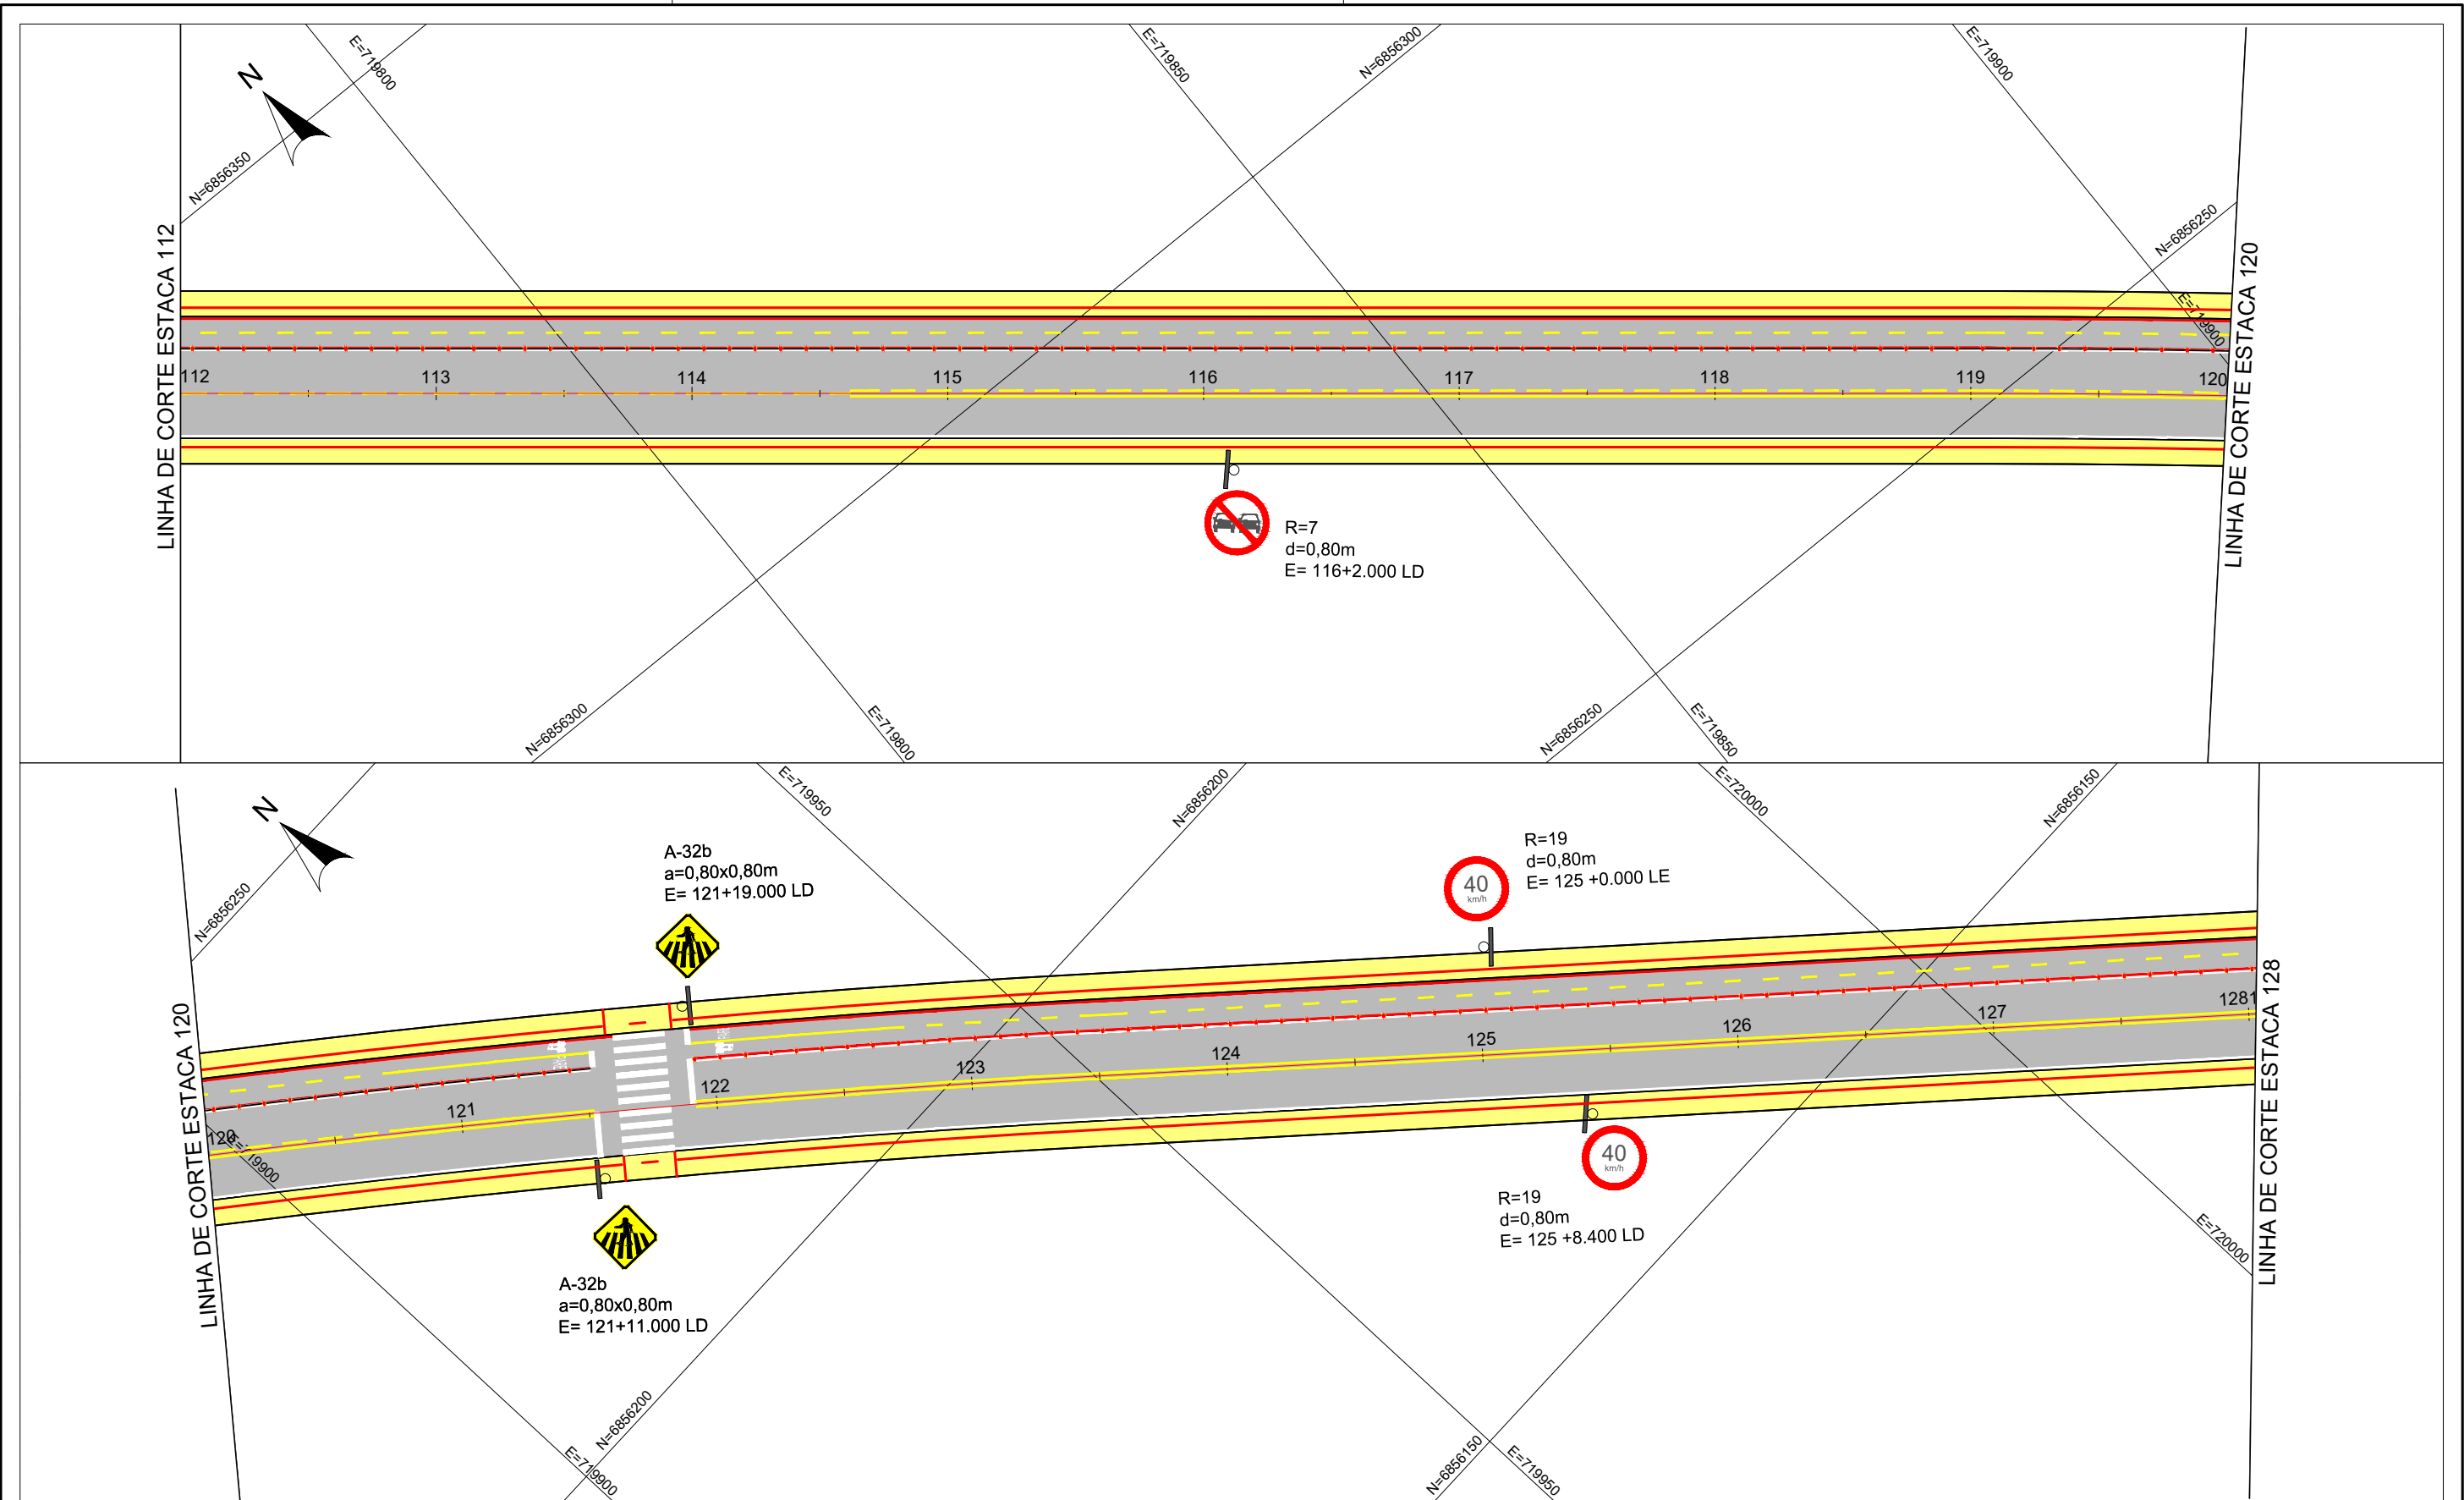 E=719800
E=719850
N=6856300
E=719900
N
N=6856350
N=6856250
LINHA DE CORTE ESTACA 112
LINHA DE CORTE ESTACA 120
E=719900
112
113
114
115
116
117
118
119
120
R=7
d=0,80m
E= 116+2.000 LD
N=6856300
E=719800
N=6856250
E=719850
N
E=719950
N=6856200
E=720000
N=6856150
N=6856250
A-32b
a=0,80x0,80m
E= 121+19.000 LD
40
km/h
R=19
d=0,80m
E= 125 +0.000 LE
LINHA DE CORTE ESTACA 120
LINHA DE CORTE ESTACA 128
120
121
122
123
124
125
126
127
1281
E=719900
40
km/h
R=19
d=0,80m
E= 125 +8.400 LD
E=720000
A-32b
a=0,80x0,80m
E= 121+11.000 LD
E=719900
N=6856200
N=6856150
E=719950